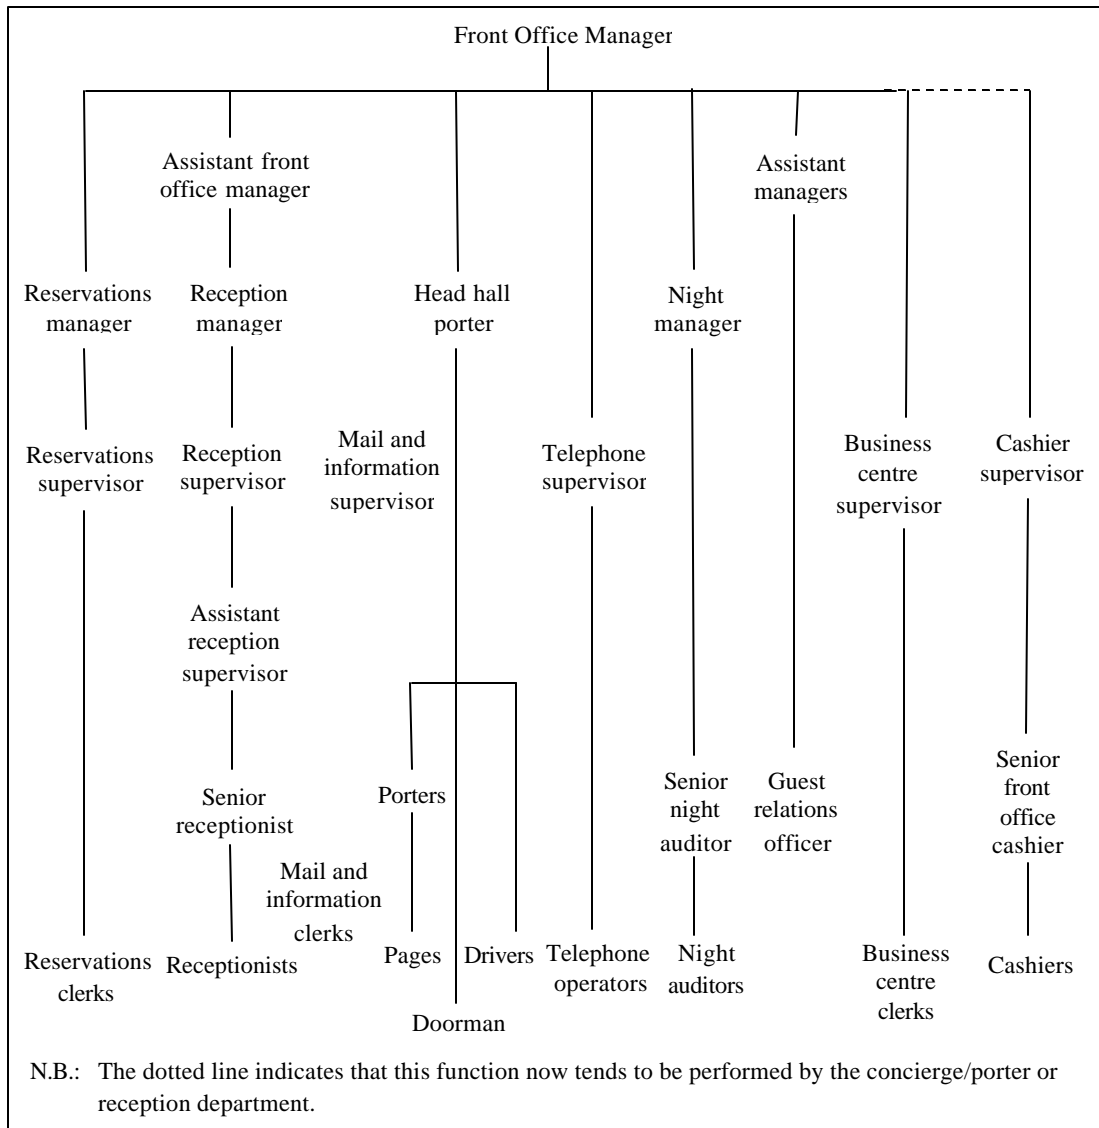 Front Office Manager
Assistant front
office manager
Assistant
managers
Reservations
manager
Reception
manager
Head hall
porter
Night
manager
Reservations
supervisor
Reception
supervisor
Mail and
information
supervisor
Telephone
supervisor
Business
centre
supervisor
Cashier
supervisor
Assistant
reception
supervisor
Senior
receptionist
Porters
Senior
night
auditor
Guest
relations
officer
Senior
front
office
cashier
Mail and
information
clerks
Reservations
clerks
Receptionists
Pages
Drivers
Telephone
operators
Night
auditors
Business
centre
clerks
Cashiers
Doorman
N.B.: The dotted line indicates that this function now tends to be performed by the concierge/porter or
reception department.